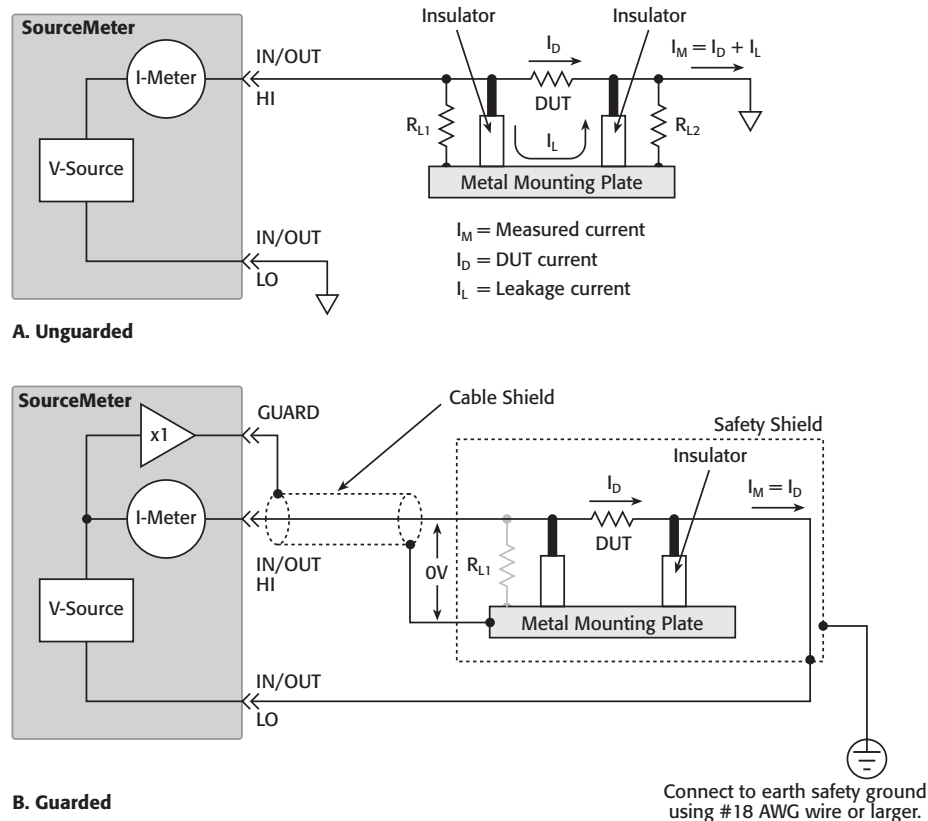 SourceMeter
I-Meter
V-Source
IN/OUT
HI
IN/OUT
LO
Insulator
Insulator
I_D
I_M = I_D + I_L
DUT
R_L1
I_L
R_L2
Metal Mounting Plate
I_M = Measured current
I_D = DUT current
I_L = Leakage current
A. Unguarded
SourceMeter
x1
GUARD
Cable Shield
Safety Shield
Insulator
I-Meter
IN/OUT
HI
0V
R_L1
I_D
I_M = I_D
DUT
V-Source
Metal Mounting Plate
IN/OUT
LO
B. Guarded
Connect to earth safety ground
using #18 AWG wire or larger.